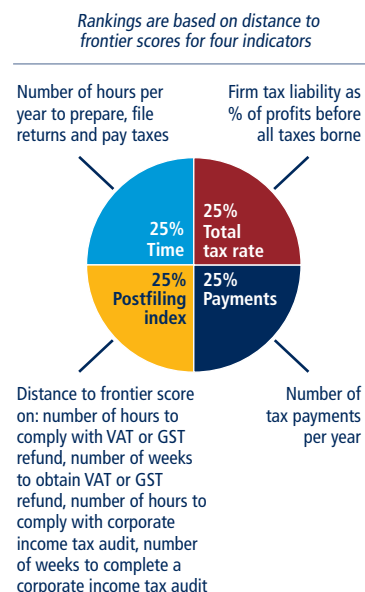 Rankings are based on distance to
frontier scores for four indicators
Number of hours per
year to prepare, file
returns and pay taxes
Firm tax liability as
% of profits before
all taxes borne
25%
Time
25%
Total
tax rate
25%
Postfiling
index
25%
Payments
Distance to frontier score
on: number of hours to
comply with VAT or GST
refund, number of weeks
to obtain VAT or GST
refund, number of hours to
comply with corporate
income tax audit, number
of weeks to complete a
corporate income tax audit
Number of
tax payments
per year